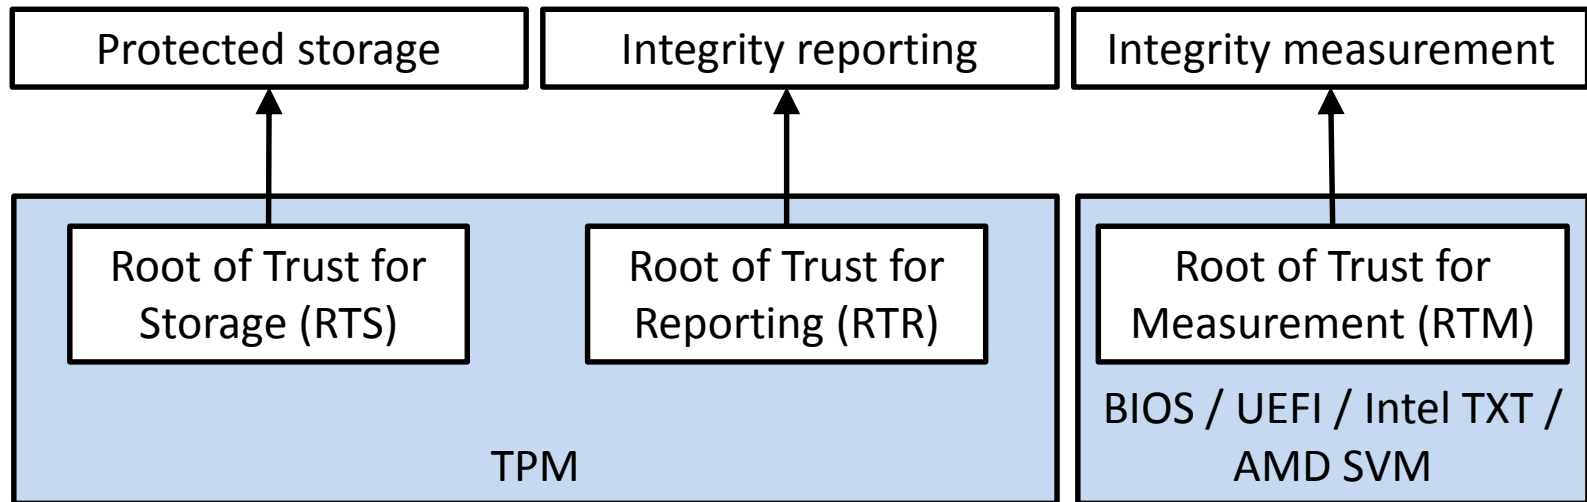 Protected storage
Integrity reporting
Integrity measurement
Root of Trust for
Storage (RTS)
Root of Trust for
Reporting (RTR)
Root of Trust for
Measurement (RTM)
TPM
BIOS / UEFI / Intel TXT /
AMD SVM